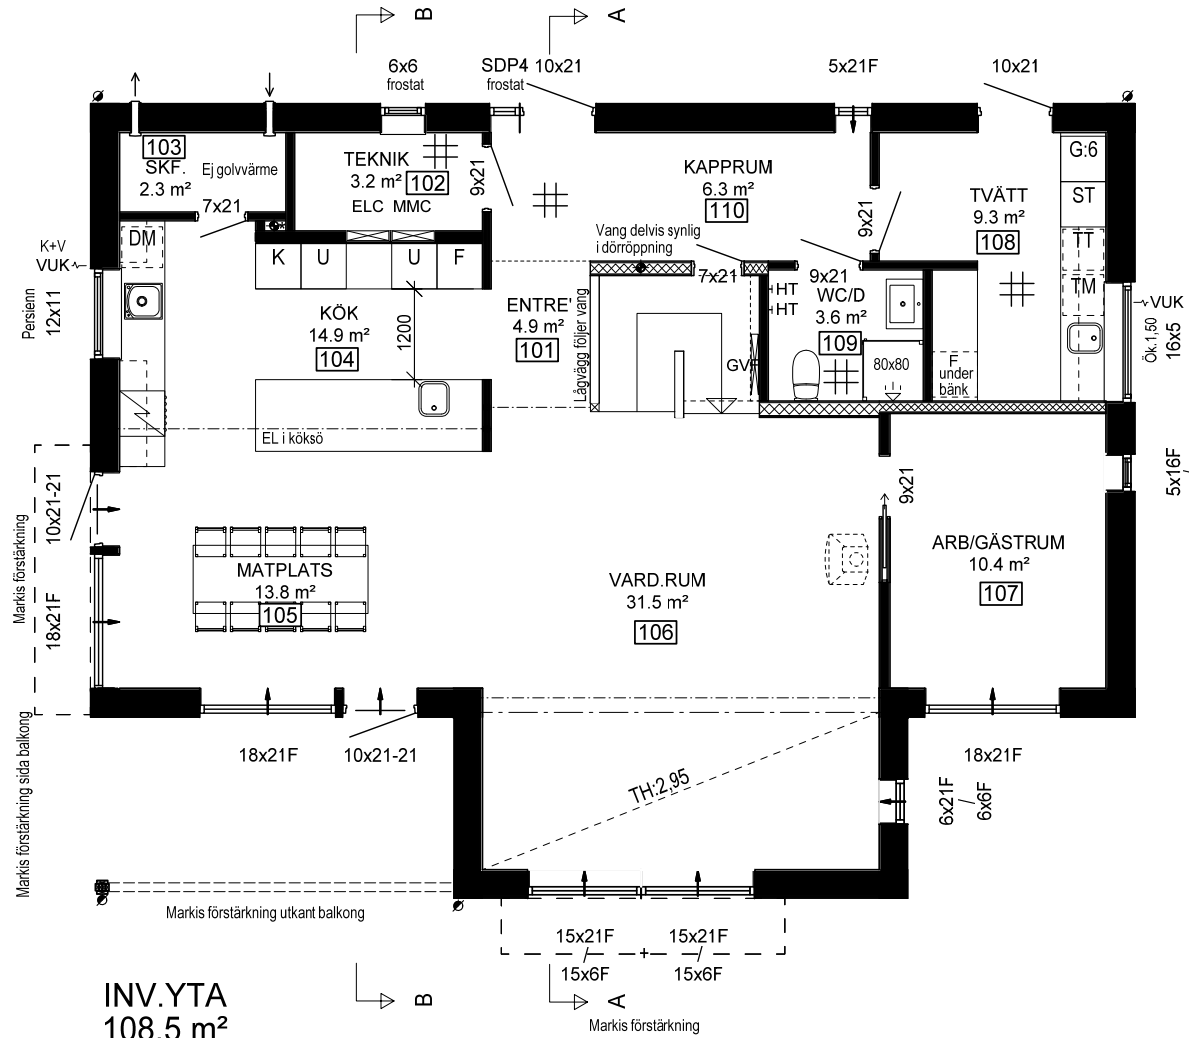 B
A
6x6
frostat
SDP4
frostat
10x21
5x21F
10x21
103
SKF.
2.3 m²
Ej golvvärme
7x21
TEKNIK
3.2 m²
102
ELC MMC
9x21
KAPPRUM
6.3 m²
110
9x21
G:6
ST
TT
TM
TVÄTT
9.3 m²
108
K+V
VUK
Persienn
12x11
DM
K
U
U
F
Vang delvis synlig
i dörröppning
7x21
9x21
HT
HT
WC/D
3.6 m²
109
80x80
F
under
bänk
VUK
Ök.1,50
16x5
KÖK
14.9 m²
104
1200
ENTRE'
4.9 m²
101
Lågvägg följer vang
GVF
EL i köksö
5x16F
9x21
Markis förstärkning
10x21-21
18x21F
MATPLATS
13.8 m²
105
VARD.RUM
31.5 m²
106
ARB/GÄSTRUM
10.4 m²
107
18x21F
10x21-21
TH:2,95
18x21F
6x21F
/
6x6F
Markis förstärkning sida balkong
Markis förstärkning utkant balkong
15x21F
/
15x6F
+
15x21F
/
15x6F
B
A
Markis förstärkning
INV.YTA
108.5 m²